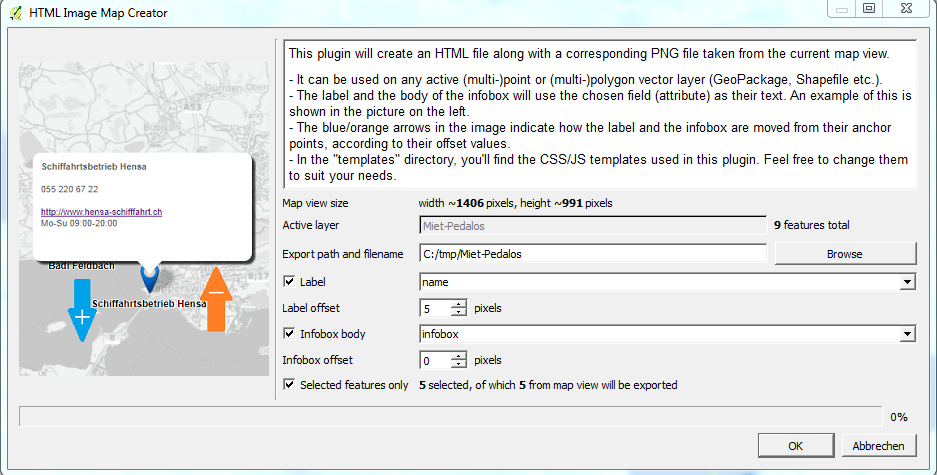 HTML Image Map Creator
This plugin will create an HTML file along with a corresponding PNG file taken from the current map view.
- It can be used on any active (multi-)point or (multi-)polygon vector layer (GeoPackage, Shapefile etc.).
- The label and the body of the infobox will use the chosen field (attribute) as their text. An example of this is
shown in the picture on the left.
- The blue/orange arrows in the image indicate how the label and the infobox are moved from their anchor
points, according to their offset values.
- In the "templates" directory, you'll find the CSS/JS templates used in this plugin. Feel free to change them
to suit your needs.
Dürnten
A53
Bubikon
Schiffahrtsbetrieb Hensa
055 220 67 22
http://www.hensa-schifffahrt.ch
Mo-Su 09:00-20:00
Badi Feldbach
Schiffahrtsbetrieb Hensa
+
−
Map view size width ~1406 pixels, height ~991 pixels
Active layer Miet-Pedalos 9 features total
Export path and filename C:/tmp/Miet-Pedalos Browse
Label name
Label offset 5 pixels
Infobox body infobox
Infobox offset 0 pixels
Selected features only 5 selected, of which 5 from map view will be exported
0%
OK Abbrechen